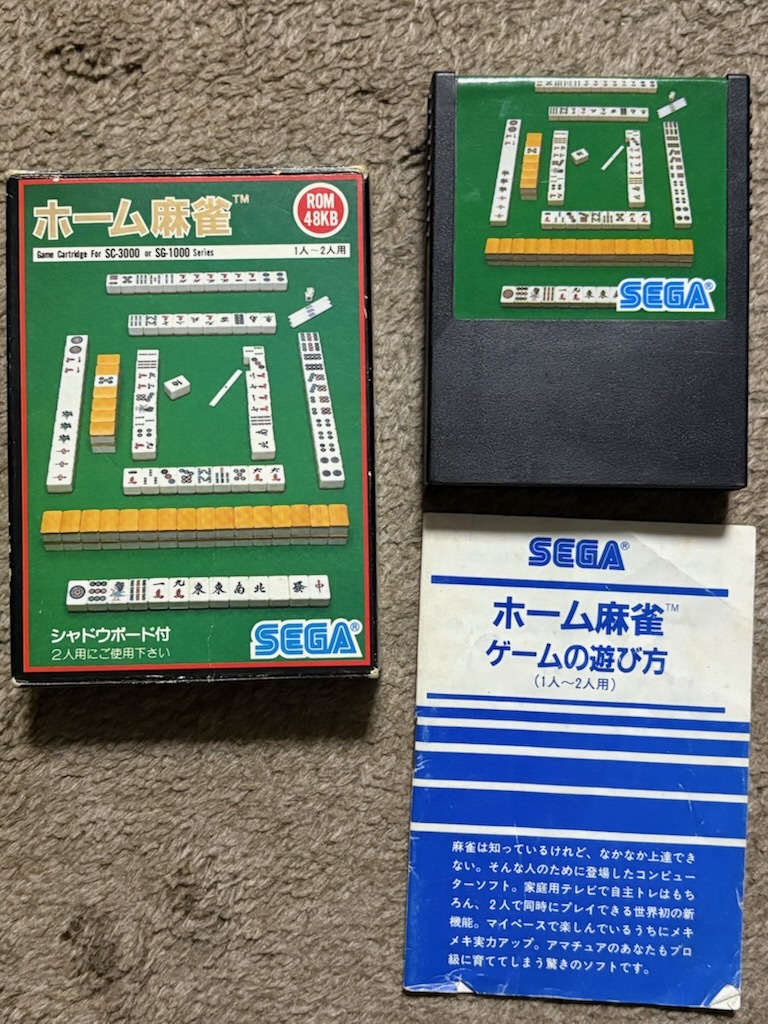 ホーム麻雀™
ROM
48KB
Game Cartridge For SC-3000 or SG-1000 Series
1人〜2人用
一萬 九萬 東 東 南 北 發 中
シャドウボード付
2人用にご使用下さい
SEGA®
SEGA®
SEGA®
ホーム麻雀™
ゲームの遊び方
(1人〜2人用)
麻雀は知っているけれど、なかなか上達でき
ない。そんな人のために登場したコンピュー
ターソフト。家庭用テレビで自主トレはもち
ろん、2人で同時にプレイできる世界初の新
機能。マイペースで楽しんでいるうちにメキ
メキ実力アップ。アマチュアのあなたもプロ
級に育ててしまう驚きのソフトです。